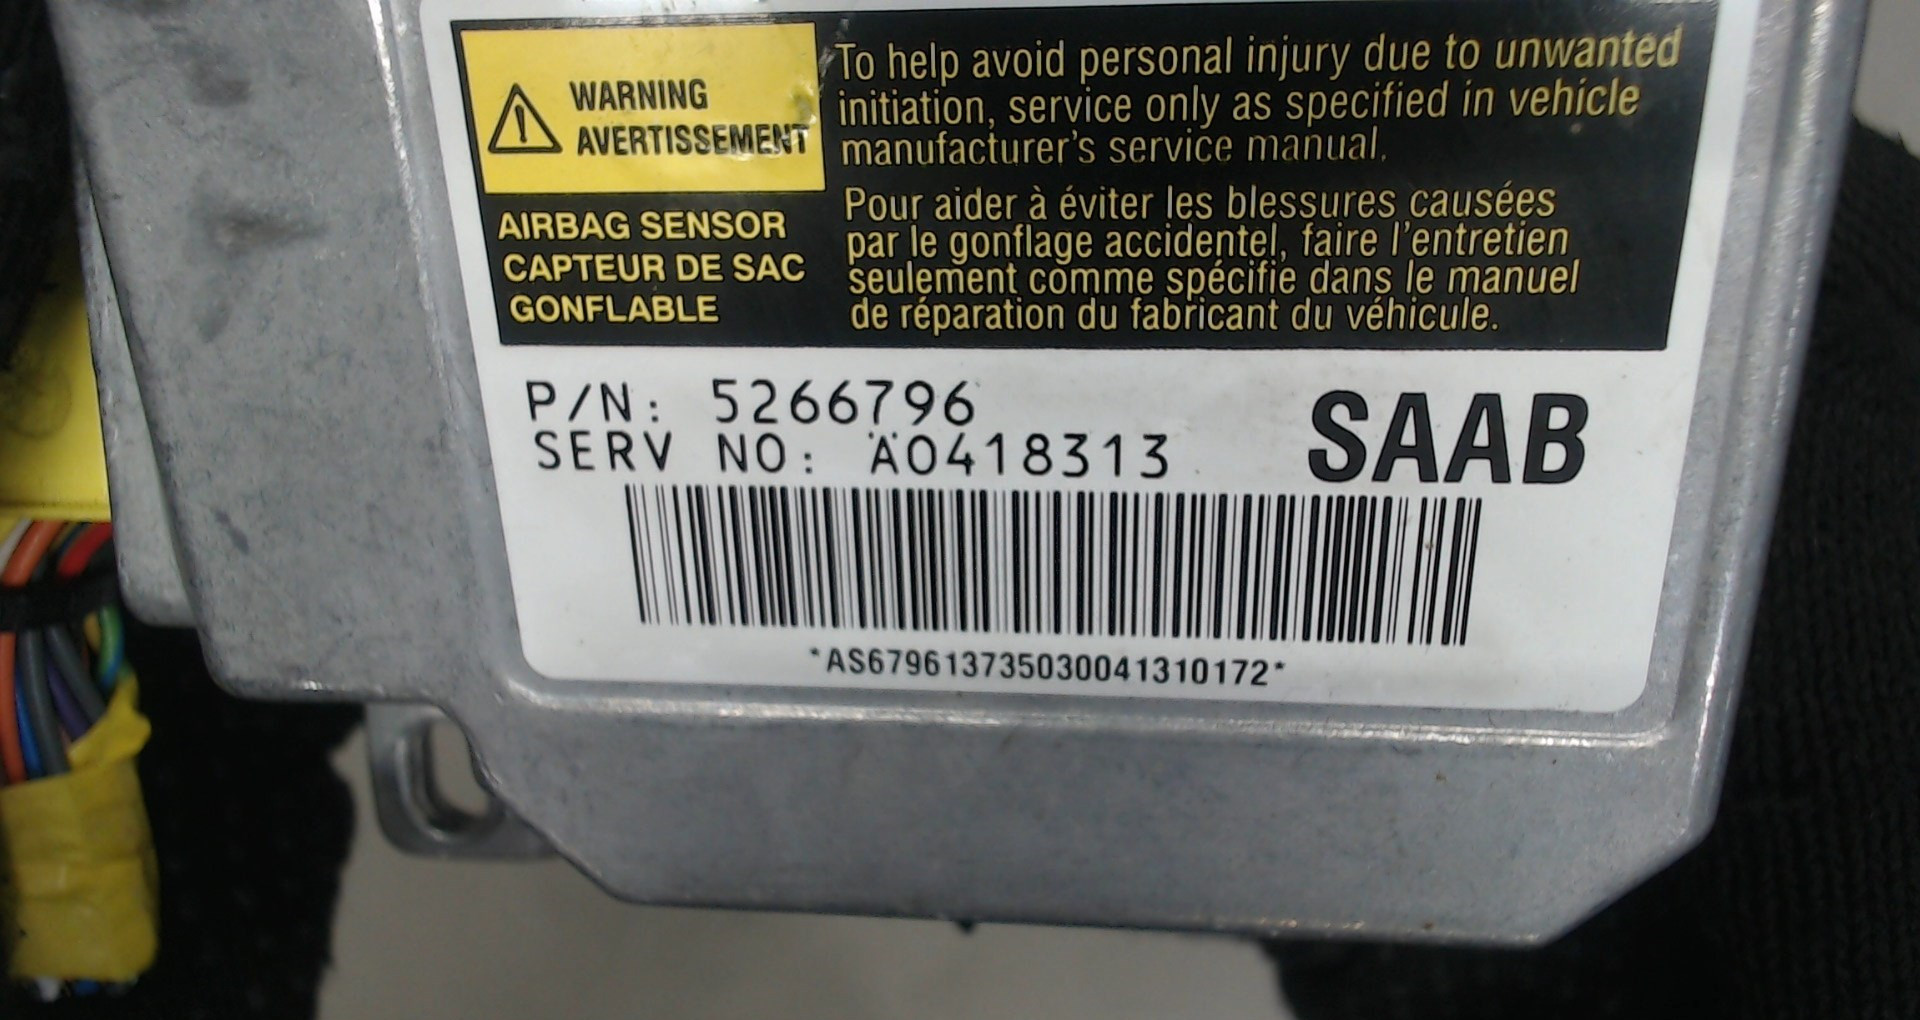 WARNING
AVERTISSEMENT
AIRBAG SENSOR
CAPTEUR DE SAC
GONFLABLE
To help avoid personal injury due to unwanted
initiation, service only as specified in vehicle
manufacturer's service manual.
Pour aider à éviter les blessures causées
par le gonflage accidentel, faire l'entretien
seulement comme spécifie dans le manuel
de réparation du fabricant du véhicule.
P/N: 5266796
SERV NO: A0418313
SAAB
*AS679613735030041310172*